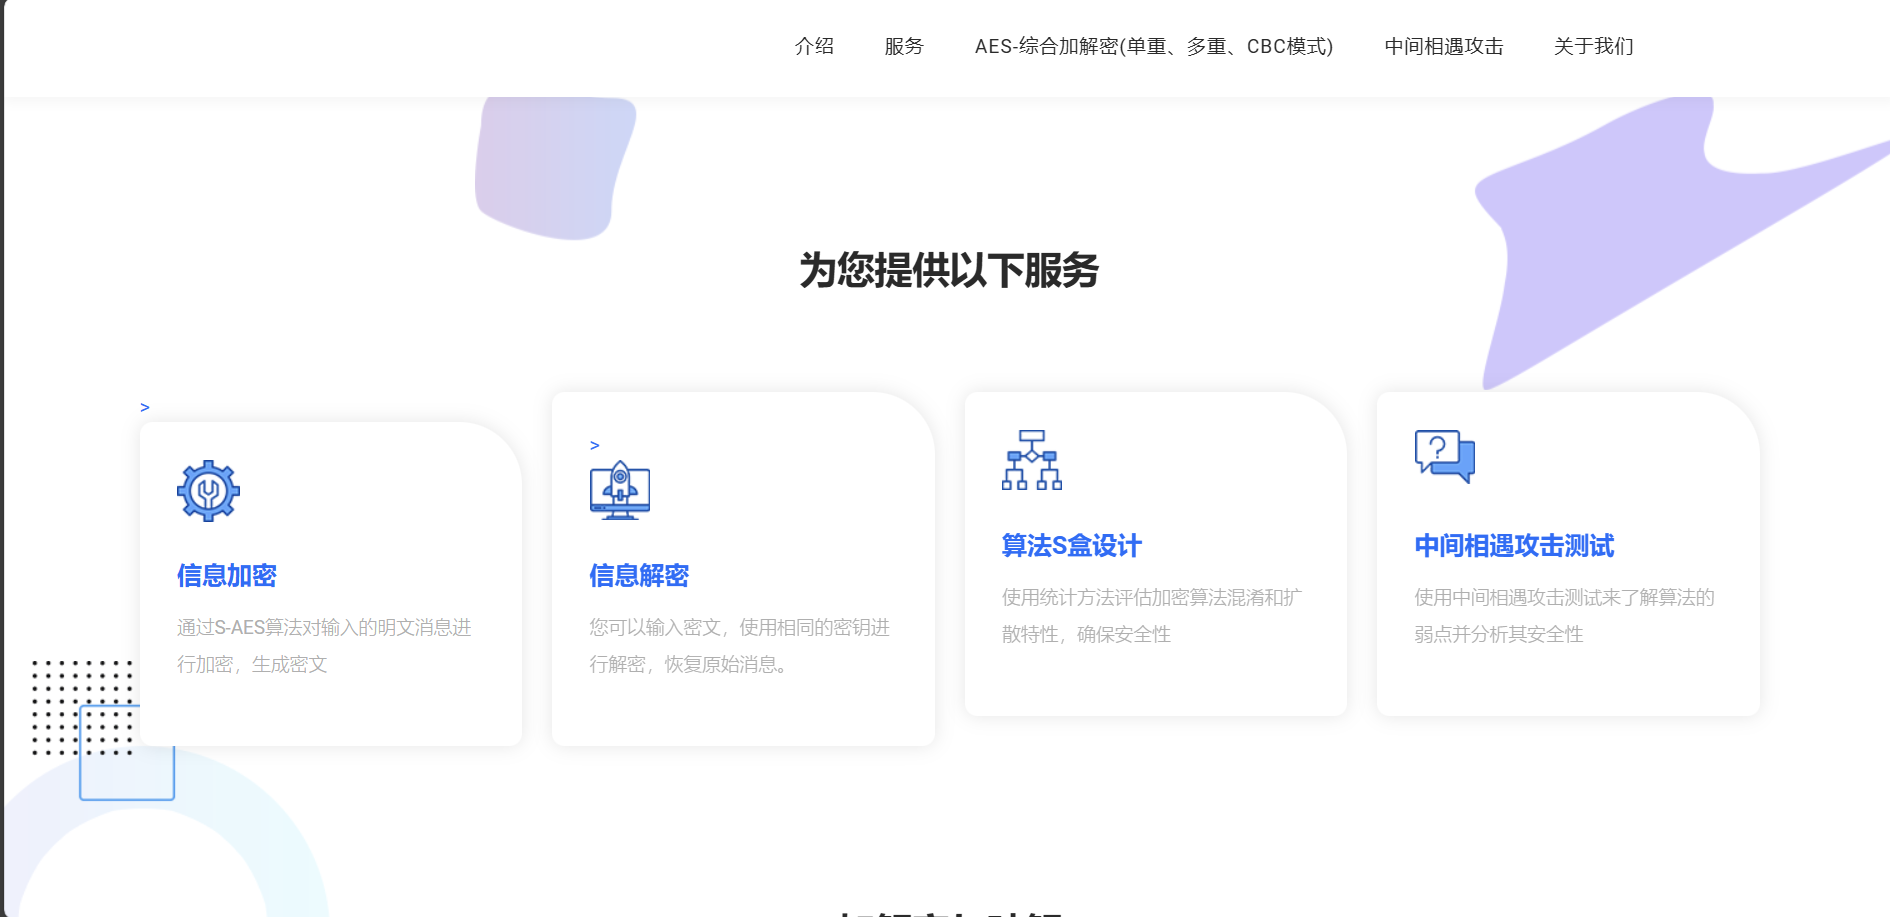 介绍 服务 AES-综合加解密(单重、多重、CBC模式) 中间相遇攻击 关于我们
为您提供以下服务
>
信息加密
通过S-AES算法对输入的明文消息进
行加密，生成密文
>
信息解密
您可以输入密文，使用相同的密钥进
行解密，恢复原始消息。
算法S盒设计
使用统计方法评估加密算法混淆和扩
散特性，确保安全性
?
中间相遇攻击测试
使用中间相遇攻击测试来了解算法的
弱点并分析其安全性